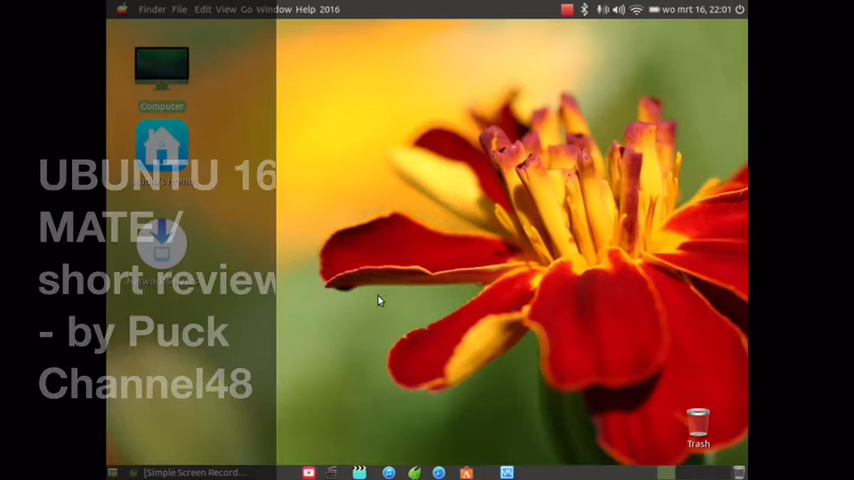 Finder File Edit View Go Window Help 2016
wo mrt 16, 22:01
Computer
UBUNTU 16
MATE /
short review
- by Puck
Channel48
Trash
[Simple Screen Record...